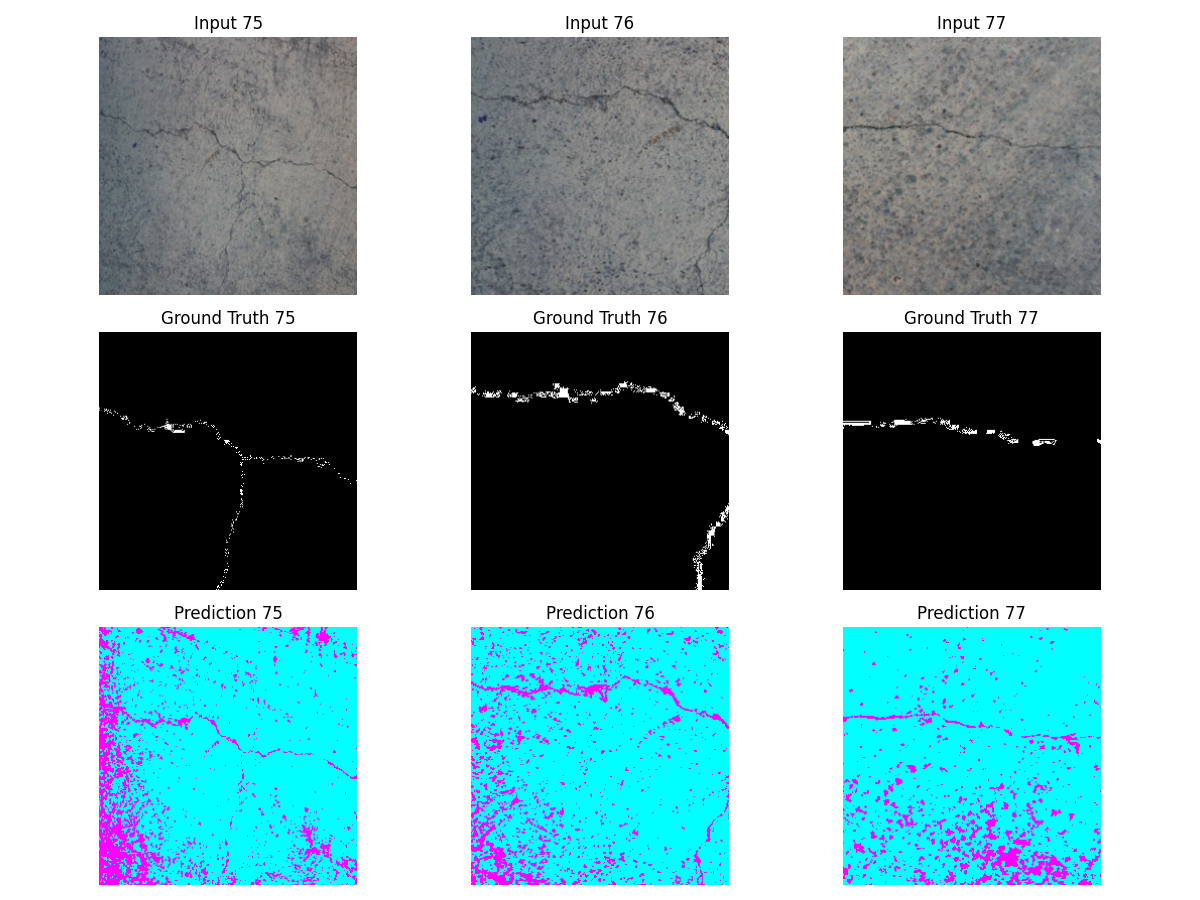 Input 75
Input 76
Input 77
Ground Truth 75
Ground Truth 76
Ground Truth 77
Prediction 75
Prediction 76
Prediction 77